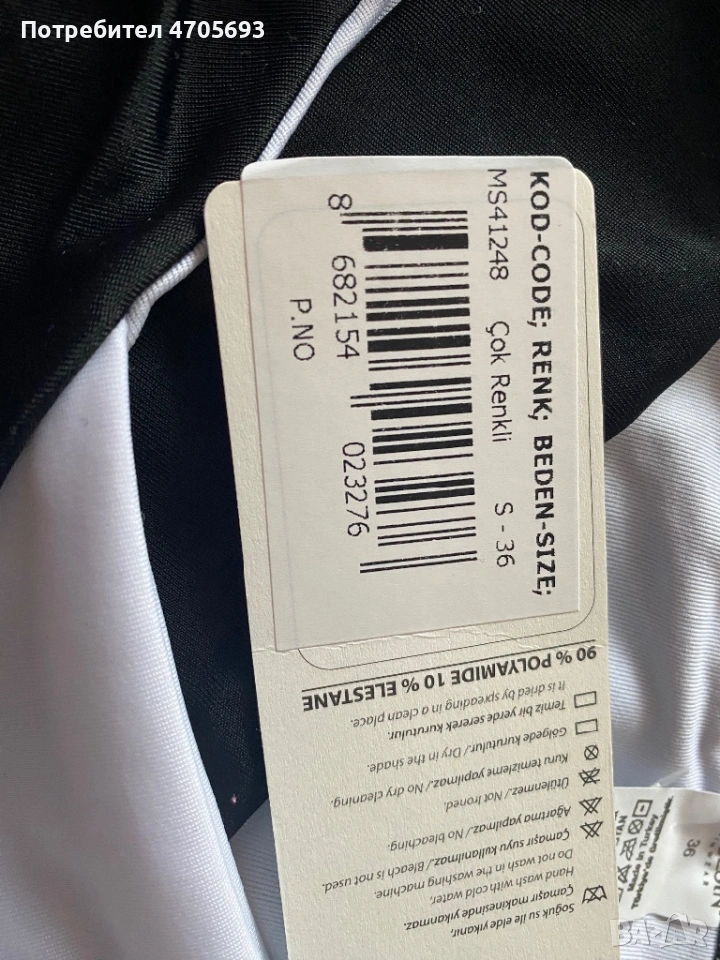 Потребител 4705693
KOD-CODE; RENK; BEDEN-SIZE;
MS41248 Çok Renkli S - 36
8 682154 023276
P.NO
90 % POLYAMIDE 10 % ELESTANE
It is dried by spreading in a clean place.
Temiz bir yerde sererek kurutulur.
Gölgede kurutulur./ Dry in the shade.
Kuru temizleme yapılmaz./ No dry cleaning.
Ütülenmez./ Not Ironed.
Ağartma yapılmaz./ No bleaching.
Çamaşır suyu kullanılmaz./ Bleach is not used.
Do not wash in the washing machine.
Hand wash with cold water,
Çamaşır makinesinde yıkanmaz.
Soğuk su ile elde yıkanır,
Made in Turkey
36
BAZAR